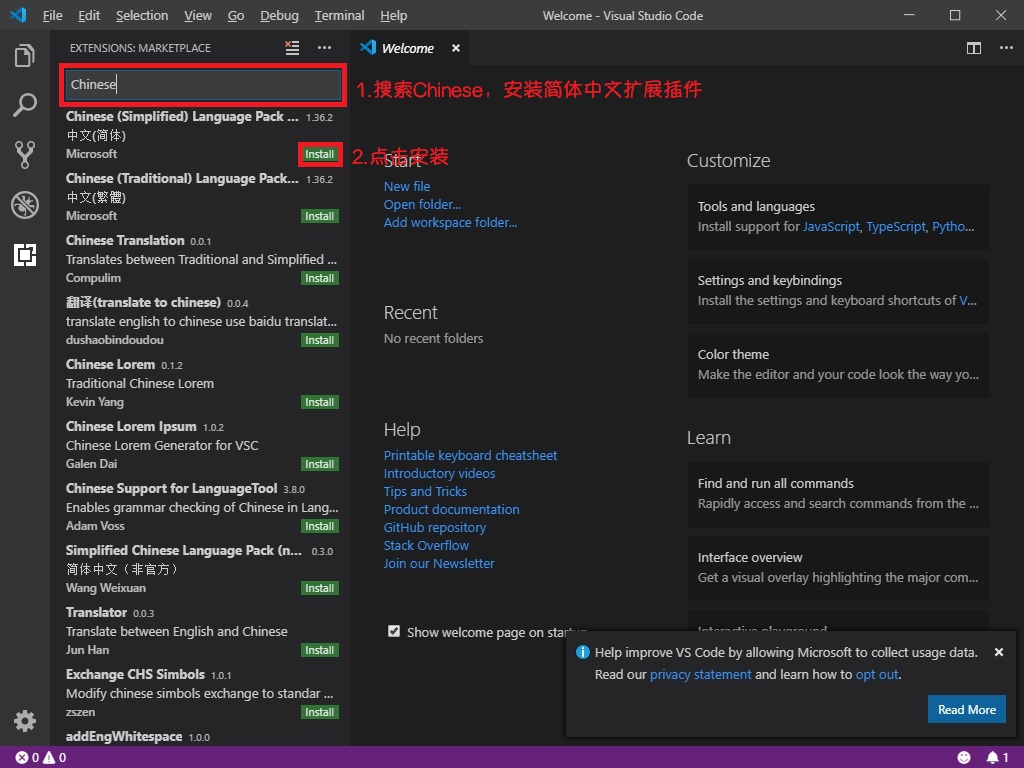 File Edit Selection View Go Debug Terminal Help
Welcome - Visual Studio Code
EXTENSIONS: MARKETPLACE
Chinese
Chinese (Simplified) Language Pack ... 1.36.2
中文(简体)
Microsoft Install
Chinese (Traditional) Language Pack... 1.36.2
中文(繁體)
Microsoft Install
Chinese Translation 0.0.1
Translates between Traditional and Simplified ...
Compulim Install
翻译(translate to chinese) 0.0.4
translate english to chinese use baidu translat...
dushaobindoudou Install
Chinese Lorem 0.1.2
Traditional Chinese Lorem
Kevin Yang Install
Chinese Lorem Ipsum 1.0.2
Chinese Lorem Generator for VSC
Galen Dai Install
Chinese Support for LanguageTool 3.8.0
Enables grammar checking of Chinese in Lang...
Adam Voss Install
Simplified Chinese Language Pack (n... 0.3.0
简体中文（非官方）
Wang Weixuan Install
Translator 0.0.3
Translate between English and Chinese
Jun Han Install
Exchange CHS Simbols 1.0.1
Modify chinese simbols exchange to standar ...
zszen Install
addEngWhitespace 1.0.0
Welcome
1.搜索Chinese，安装简体中文扩展插件
2.点击安装
Start
New file
Open folder...
Add workspace folder...
Recent
No recent folders
Help
Printable keyboard cheatsheet
Introductory videos
Tips and Tricks
Product documentation
GitHub repository
Stack Overflow
Join our Newsletter
Show welcome page on startup
Customize
Tools and languages
Install support for JavaScript, TypeScript, Pytho...
Settings and keybindings
Install the settings and keyboard shortcuts of V...
Color theme
Make the editor and your code look the way yo...
Learn
Find and run all commands
Rapidly access and search commands from the ...
Interface overview
Get a visual overlay highlighting the major com...
Interactive playground
Help improve VS Code by allowing Microsoft to collect usage data.
Read our privacy statement and learn how to opt out.
Read More
0 0
1